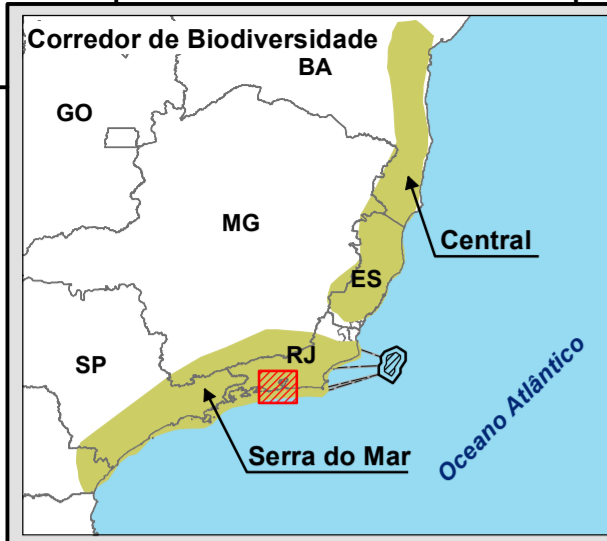 Corredor de Biodiversidade
BA
GO
MG
Central
ES
RJ
SP
Oceano Atlântico
Serra do Mar